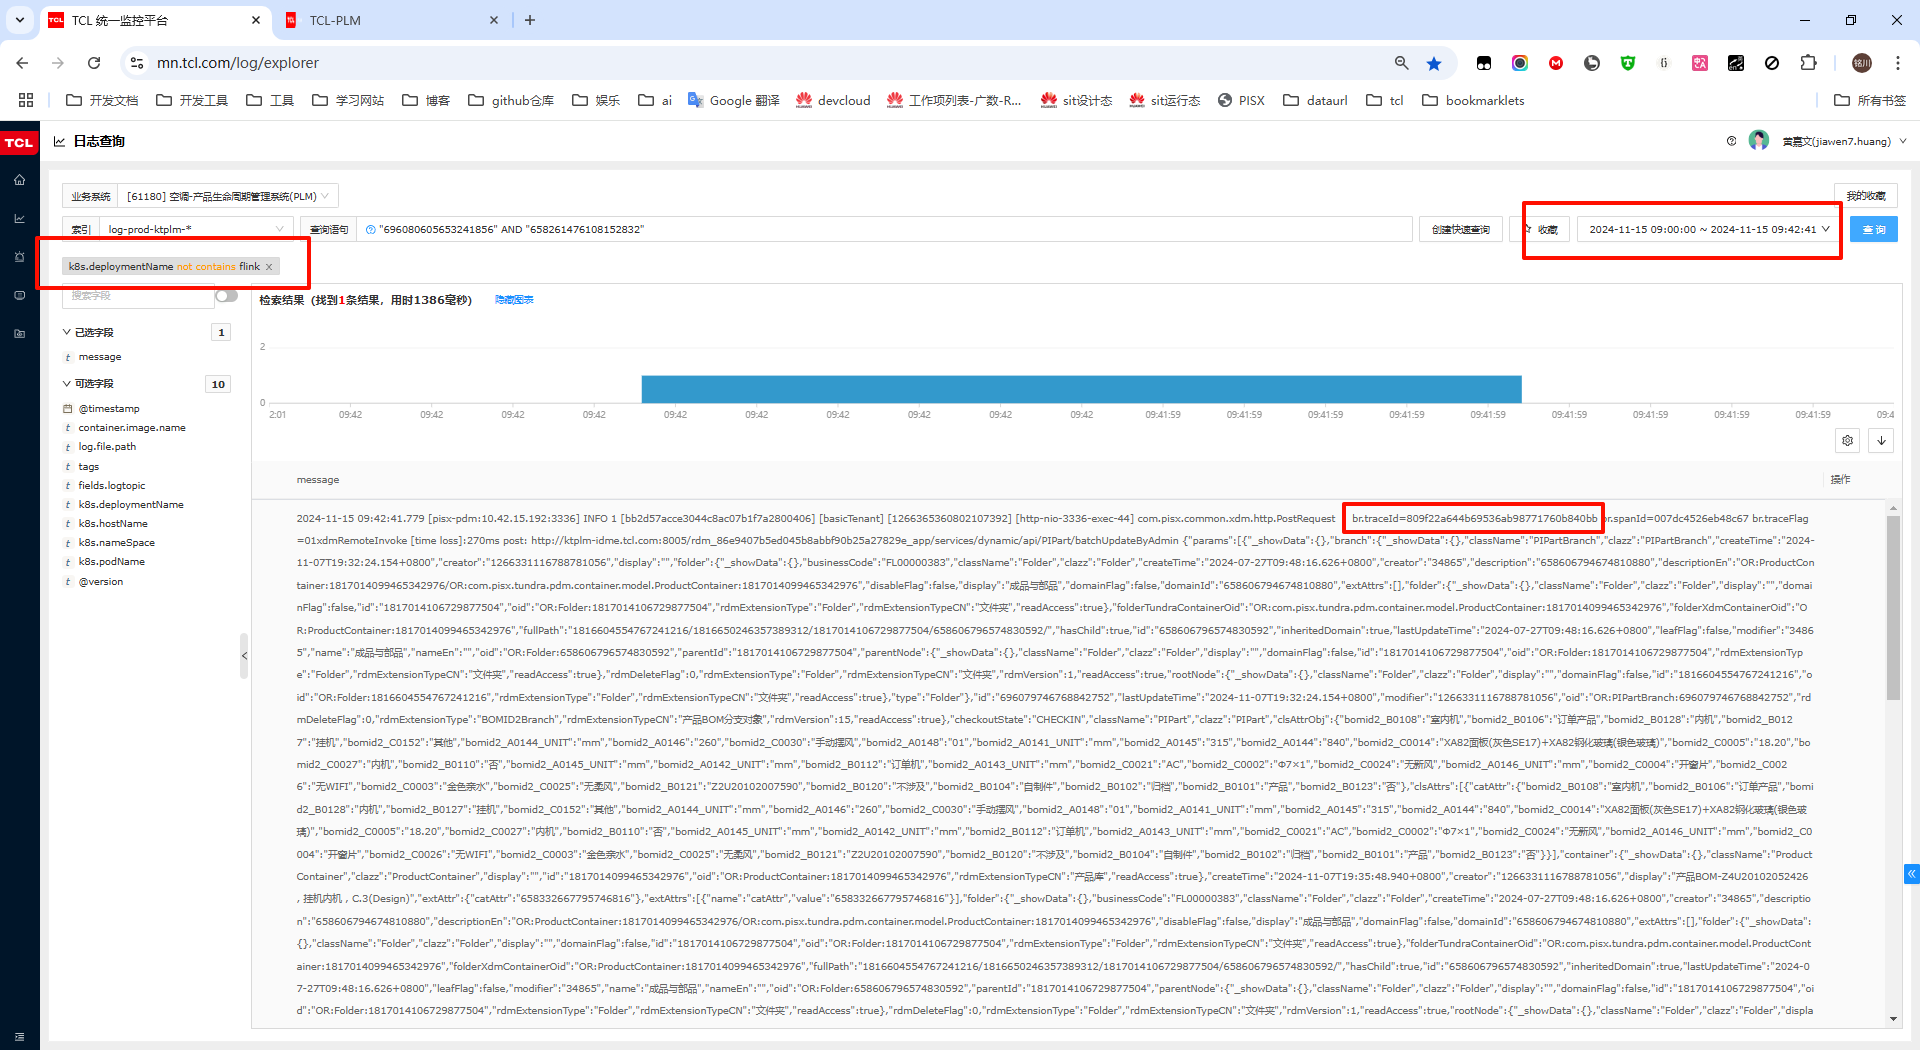 TCL 统一监控平台
TCL-PLM
mn.tcl.com/log/explorer
开发文档 开发工具 工具 学习网站 博客 github仓库 娱乐 ai Google 翻译 devcloud 工作项列表-广数-R... sit设计态 sit运行态 PISX dataurl tcl bookmarklets 所有书签
TCL 日志查询 黄嘉文(jiawen7.huang)
业务系统 [61180] 空调-产品生命周期管理系统(PLM) 我的收藏
索引 log-prod-ktplm-* 查询语句 "696080605653241856" AND "658261476108152832" 创建快速查询 收藏 2024-11-15 09:00:00 ~ 2024-11-15 09:42:41 查 询
k8s.deploymentName not contains flink x
搜索字段
检索结果（找到1条结果，用时1386毫秒） 隐藏图表
已选字段 1
message
可选字段 10
@timestamp
container.image.name
log.file.path
tags
fields.logtopic
k8s.deploymentName
k8s.hostName
k8s.nameSpace
k8s.podName
@version
2
0
2:01 09:42 09:42 09:42 09:42 09:42 09:42 09:42 09:42 09:42 09:42 09:41:59 09:41:59 09:41:59 09:41:59 09:41:59 09:41:59 09:41:59 09:41:59 09:4
message 操作
2024-11-15 09:42:41.779 [pisx-pdm:10.42.15.192:3336] INFO 1 [bb2d57acce3044c8ac07b1f7a2800406] [basicTenant] [1266365360802107392] [http-nio-3336-exec-44] com.pisx.common.xdm.http.PostRequest br.traceId=809f22a644b69536ab98771760b840bb br.spanId=007dc4526eb48c67 br.traceFlag
=01xdmRemoteInvoke [time loss]:270ms post: http://ktplm-idme.tcl.com:8005/rdm_86e9407b5ed045b8abbf90b25a27829e_app/services/dynamic/api/PIPart/batchUpdateByAdmin {"params":[{"_showData":{},"branch":{"_showData":{},"className":"PIPartBranch","clazz":"PIPartBranch","createTime":"2024-
11-07T19:32:24.154+0800","creator":"1266331116788781056","display":"","folder":{"_showData":{},"businessCode":"FL00000383","className":"Folder","clazz":"Folder","createTime":"2024-07-27T09:48:16.626+0800","creator":"34865","description":"658606794674810880","descriptionEn":"OR:ProductCon
tainer:1817014099465342976/OR:com.pisx.tundra.pdm.container.model.ProductContainer:1817014099465342976","disableFlag":false,"display":"成品与部品","domainFlag":false,"domainId":"658606794674810880","extAttrs":[],"folder":{"_showData":{},"className":"Folder","clazz":"Folder","display":"","domai
nFlag":false,"id":"1817014106729877504","oid":"OR:Folder:1817014106729877504","rdmExtensionType":"Folder","rdmExtensionTypeCN":"文件夹","readAccess":true},"folderTundraContainerOid":"OR:com.pisx.tundra.pdm.container.model.ProductContainer:1817014099465342976","folderXdmContainerOid":"O
R:ProductContainer:1817014099465342976","fullPath":"1816604554767241216/1816650246357389312/1817014106729877504/658606796574830592/","hasChild":true,"id":"658606796574830592","inheritedDomain":true,"lastUpdateTime":"2024-07-27T09:48:16.626+0800","leafFlag":false,"modifier":"3486
5","name":"成品与部品","nameEn":"","oid":"OR:Folder:658606796574830592","parentId":"1817014106729877504","parentNode":{"_showData":{},"className":"Folder","clazz":"Folder","display":"","domainFlag":false,"id":"1817014106729877504","oid":"OR:Folder:1817014106729877504","rdmExtensionTyp
e":"Folder","rdmExtensionTypeCN":"文件夹","readAccess":true},"rdmDeleteFlag":0,"rdmExtensionType":"Folder","rdmExtensionTypeCN":"文件夹","rdmVersion":1,"readAccess":true,"rootNode":{"_showData":{},"className":"Folder","clazz":"Folder","display":"","domainFlag":false,"id":"1816604554767241216","o
id":"OR:Folder:1816604554767241216","rdmExtensionType":"Folder","rdmExtensionTypeCN":"文件夹","readAccess":true},"type":"Folder"},"id":"696079746768842752","lastUpdateTime":"2024-11-07T19:32:24.154+0800","modifier":"1266331116788781056","oid":"OR:PIPartBranch:696079746768842752","rd
mDeleteFlag":0,"rdmExtensionType":"BOMID2Branch","rdmExtensionTypeCN":"产品BOM分支对象","rdmVersion":15,"readAccess":true},"checkoutState":"CHECKIN","className":"PIPart","clazz":"PIPart","clsAttrObj":{"bomid2_B0108":"室内机","bomid2_B0106":"订单产品","bomid2_B0128":"内机","bomid2_B012
7":"挂机","bomid2_C0152":"其他","bomid2_A0144_UNIT":"mm","bomid2_A0146":"260","bomid2_C0030":"手动摆风","bomid2_A0148":"01","bomid2_A0141_UNIT":"mm","bomid2_A0145":"315","bomid2_A0144":"840","bomid2_C0014":"XA82面板(灰色SE17)+XA82钢化玻璃(银色玻璃)","bomid2_C0005":"18.20","bo
mid2_C0027":"内机","bomid2_B0110":"否","bomid2_A0145_UNIT":"mm","bomid2_A0142_UNIT":"mm","bomid2_B0112":"订单机","bomid2_A0143_UNIT":"mm","bomid2_C0021":"AC","bomid2_C0002":"Φ7×1","bomid2_C0024":"无新风","bomid2_A0146_UNIT":"mm","bomid2_C0004":"开窗片","bomid2_C002
6":"无WIFI","bomid2_C0003":"金色亲水","bomid2_C0025":"无柔风","bomid2_B0121":"Z2U20102007590","bomid2_B0120":"不涉及","bomid2_B0104":"自制件","bomid2_B0102":"归档","bomid2_B0101":"产品","bomid2_B0123":"否"},"clsAttrs":[{"catAttr":{"bomid2_B0108":"室内机","bomid2_B0106":"订单产品","bo
mid2_B0128":"内机","bomid2_B0127":"挂机","bomid2_C0152":"其他","bomid2_A0144_UNIT":"mm","bomid2_A0146":"260","bomid2_C0030":"手动摆风","bomid2_A0148":"01","bomid2_A0141_UNIT":"mm","bomid2_A0145":"315","bomid2_A0144":"840","bomid2_C0014":"XA82面板(灰色SE17)+XA82钢化玻璃(银色玻
璃)","bomid2_C0005":"18.20","bomid2_C0027":"内机","bomid2_B0110":"否","bomid2_A0145_UNIT":"mm","bomid2_A0142_UNIT":"mm","bomid2_B0112":"订单机","bomid2_A0143_UNIT":"mm","bomid2_C0021":"AC","bomid2_C0002":"Φ7×1","bomid2_C0024":"无新风","bomid2_A0146_UNIT":"mm","bomid2_C0
004":"开窗片","bomid2_C0026":"无WIFI","bomid2_C0003":"金色亲水","bomid2_C0025":"无柔风","bomid2_B0121":"Z2U20102007590","bomid2_B0120":"不涉及","bomid2_B0104":"自制件","bomid2_B0102":"归档","bomid2_B0101":"产品","bomid2_B0123":"否"}}],"container":{"_showData":{},"className":"Product
Container","clazz":"ProductContainer","display":"","id":"1817014099465342976","oid":"OR:ProductContainer:1817014099465342976","rdmExtensionTypeCN":"产品库","readAccess":true},"createTime":"2024-11-07T19:35:48.940+0800","creator":"1266331116788781056","display":"产品BOM-Z4U20102052426
, 挂机内机 , C.3(Design)","extAttr":{"catAttr":"658332667795746816"},"extAttrs":[{"name":"catAttr","value":"658332667795746816"}],"folder":{"_showData":{},"businessCode":"FL00000383","className":"Folder","clazz":"Folder","createTime":"2024-07-27T09:48:16.626+0800","creator":"34865","descriptio
n":"658606794674810880","descriptionEn":"OR:ProductContainer:1817014099465342976/OR:com.pisx.tundra.pdm.container.model.ProductContainer:1817014099465342976","disableFlag":false,"display":"成品与部品","domainFlag":false,"domainId":"658606794674810880","extAttrs":[],"folder":{"_showData":
{},"className":"Folder","clazz":"Folder","display":"","domainFlag":false,"id":"1817014106729877504","oid":"OR:Folder:1817014106729877504","rdmExtensionType":"Folder","rdmExtensionTypeCN":"文件夹","readAccess":true},"folderTundraContainerOid":"OR:com.pisx.tundra.pdm.container.model.ProductCont
ainer:1817014099465342976","folderXdmContainerOid":"OR:ProductContainer:1817014099465342976","fullPath":"1816604554767241216/1816650246357389312/1817014106729877504/658606796574830592/","hasChild":true,"id":"658606796574830592","inheritedDomain":true,"lastUpdateTime":"2024-0
7-27T09:48:16.626+0800","leafFlag":false,"modifier":"34865","name":"成品与部品","nameEn":"","oid":"OR:Folder:658606796574830592","parentId":"1817014106729877504","parentNode":{"_showData":{},"className":"Folder","clazz":"Folder","display":"","domainFlag":false,"id":"1817014106729877504","oi
d":"OR:Folder:1817014106729877504","rdmExtensionType":"Folder","rdmExtensionTypeCN":"文件夹","readAccess":true},"rdmDeleteFlag":0,"rdmExtensionType":"Folder","rdmExtensionTypeCN":"文件夹","rdmVersion":1,"readAccess":true,"rootNode":{"_showData":{},"className":"Folder","clazz":"Folder","displa